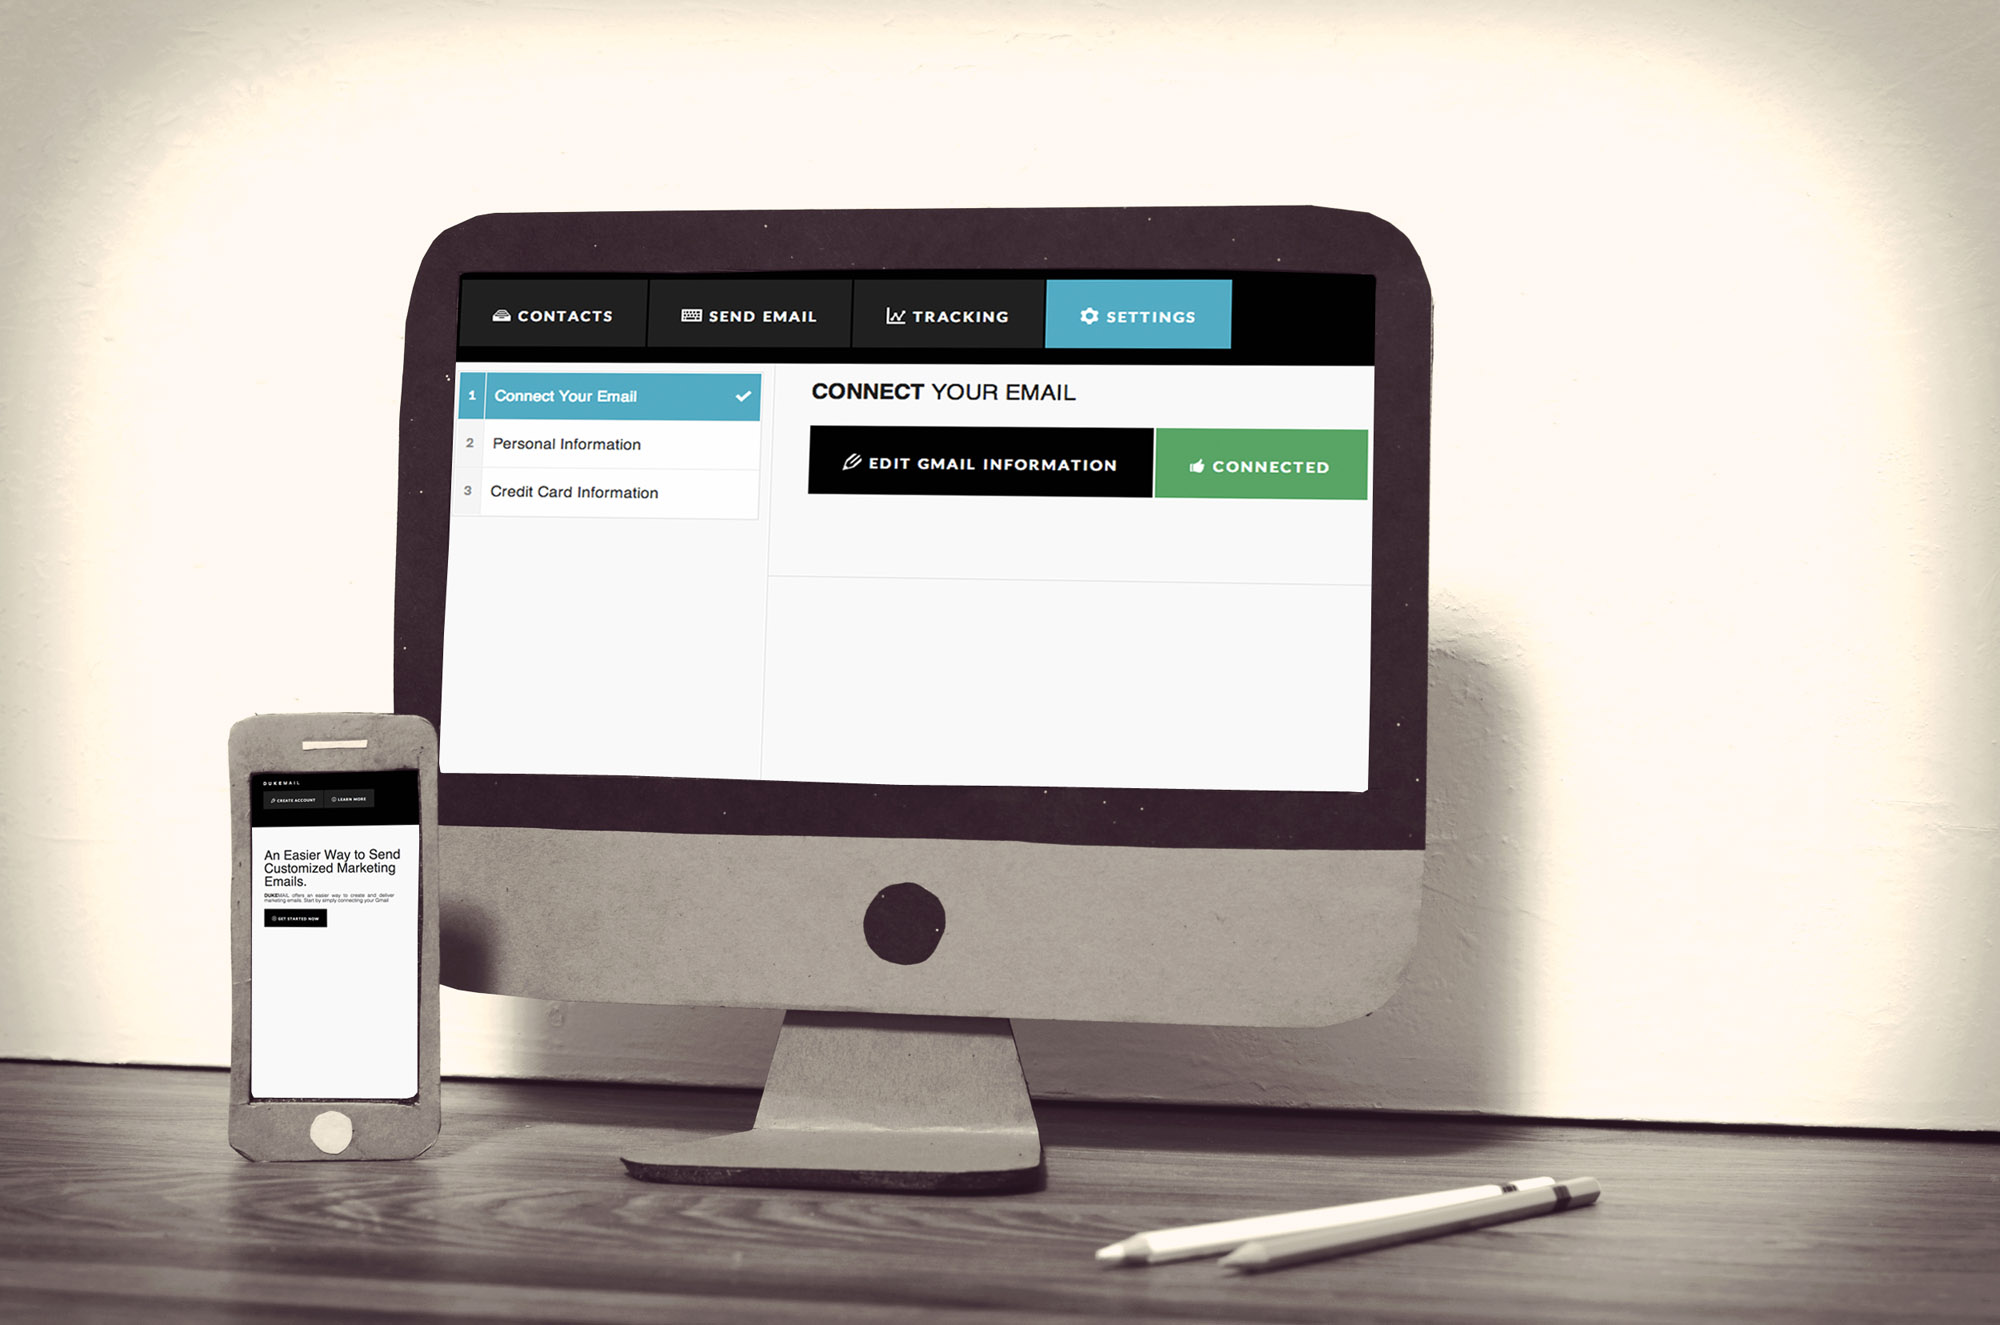 CONTACTS
SEND EMAIL
TRACKING
SETTINGS
1 Connect Your Email
2 Personal Information
3 Credit Card Information
CONNECT YOUR EMAIL
EDIT GMAIL INFORMATION
CONNECTED
DUKEMAIL
CREATE ACCOUNT
LEARN MORE
An Easier Way to Send
Customized Marketing
Emails.
DUKEMAIL offers an easier way to create and deliver
marketing emails. Start by simply connecting your Gmail
GET STARTED NOW